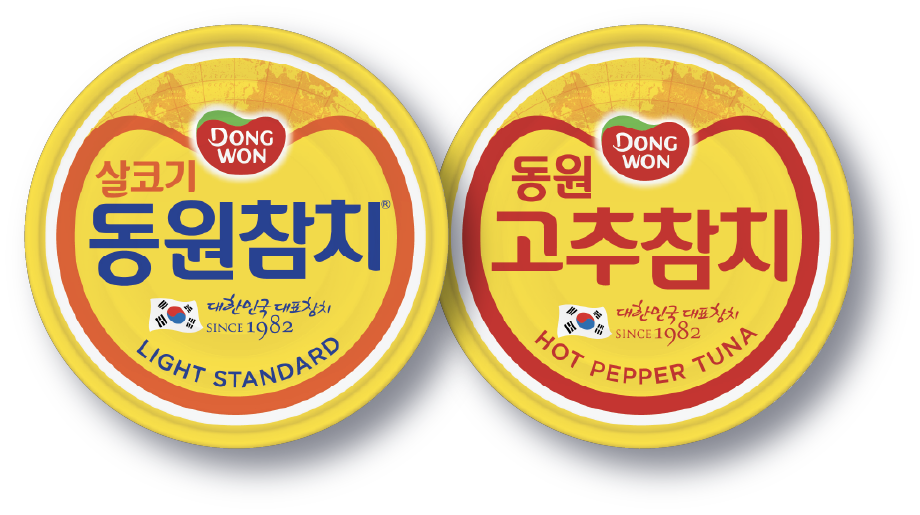 DONG
WON
살코기
동원참치®
대한민국 대표참치
SINCE 1982
LIGHT STANDARD
DONG
WON
동원
고추참치
대한민국 대표참치
SINCE 1982
HOT PEPPER TUNA